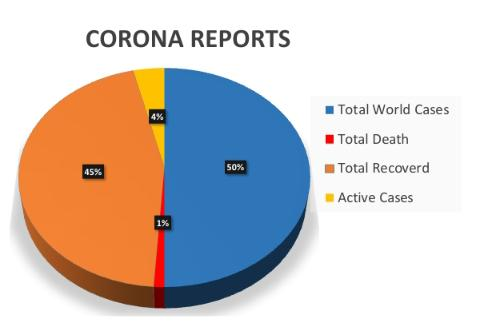 CORONA REPORTS
4%
50%
45%
1%
Total World Cases
Total Death
Total Recoverd
Active Cases